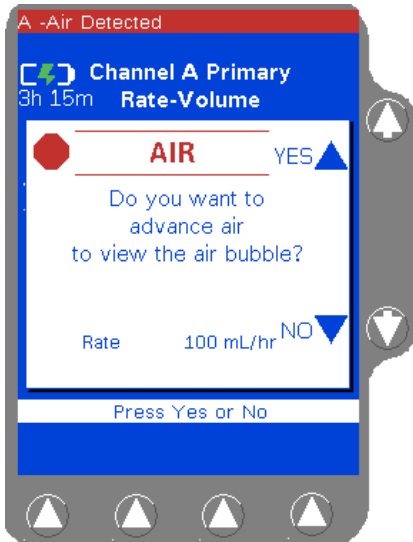 A -Air Detected
Channel A Primary
3h 15m Rate-Volume
AIR YES
Do you want to
advance air
to view the air bubble?
NO
Rate 100 mL/hr
Press Yes or No